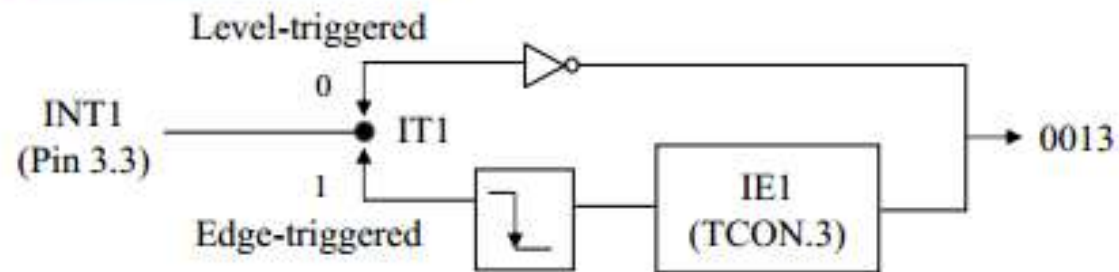 Level-triggered
0
INT1
(Pin 3.3)
IT1
0013
1
Edge-triggered
IE1
(TCON.3)